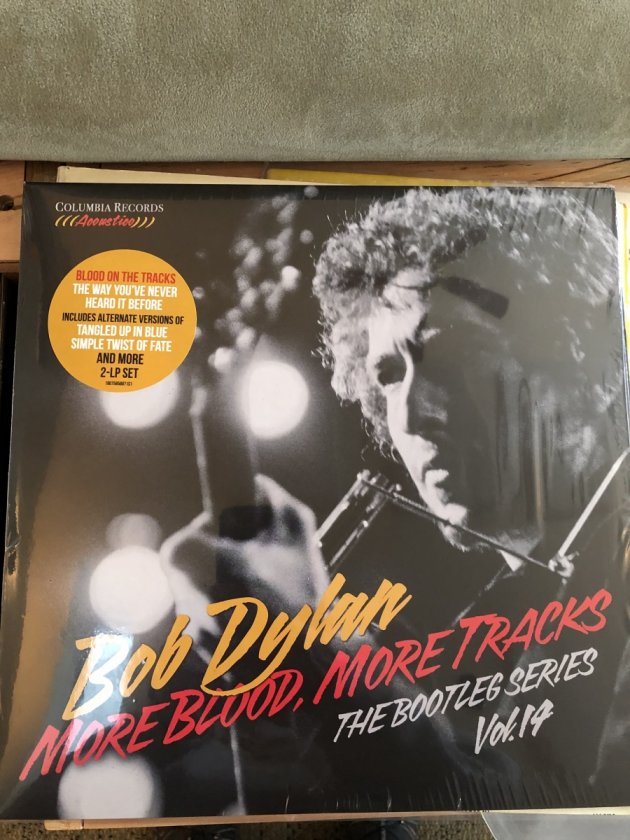 COLUMBIA RECORDS
(((Acoustic)))
BLOOD ON THE TRACKS
THE WAY YOU'VE NEVER
HEARD IT BEFORE
INCLUDES ALTERNATE VERSIONS OF
TANGLED UP IN BLUE
SIMPLE TWIST OF FATE
AND MORE
2-LP SET
Bob Dylan
MORE BLOOD, MORE TRACKS
THE BOOTLEG SERIES
Vol.14